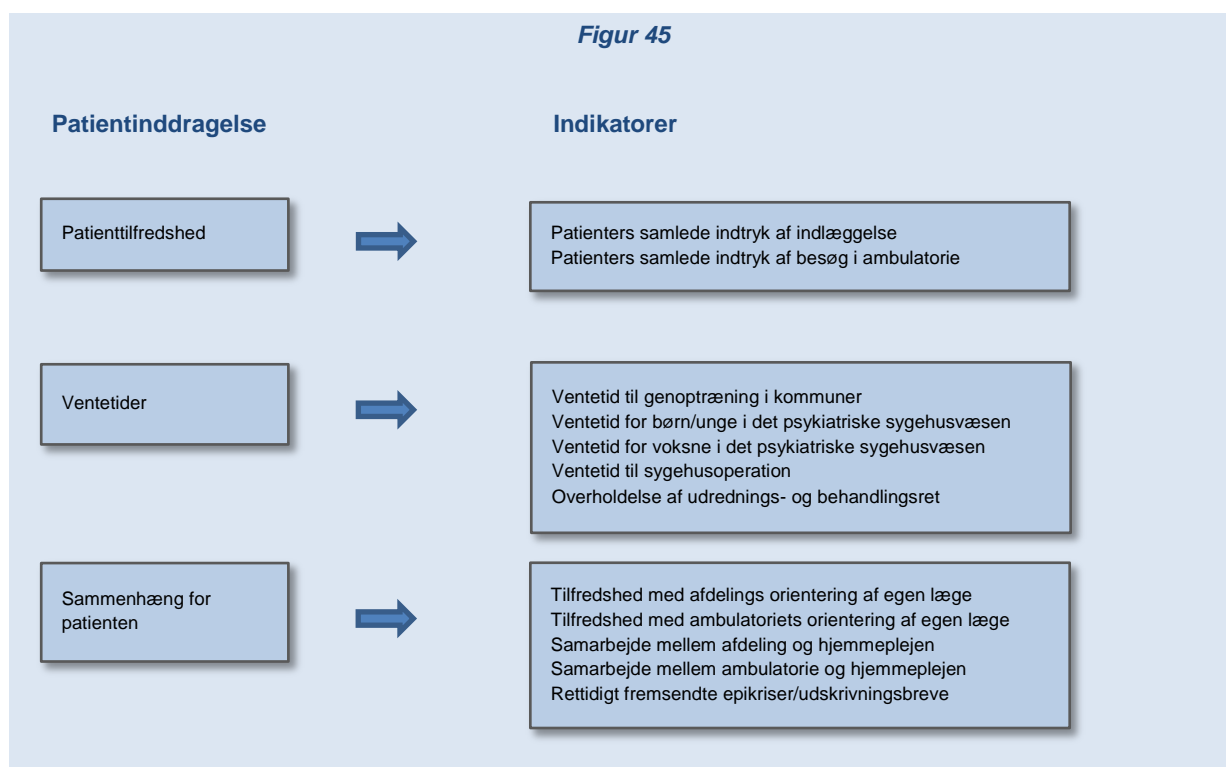 Figur 45
Patientinddragelse
Indikatorer
Patienttilfredshed
Patienters samlede indtryk af indlæggelse
Patienters samlede indtryk af besøg i ambulatorie
Ventetider
Ventetid til genoptræning i kommuner
Ventetid for børn/unge i det psykiatriske sygehusvæsen
Ventetid for voksne i det psykiatriske sygehusvæsen
Ventetid til sygehusoperation
Overholdelse af udrednings- og behandlingsret
Sammenhæng for
patienten
Tilfredshed med afdelings orientering af egen læge
Tilfredshed med ambulatoriets orientering af egen læge
Samarbejde mellem afdeling og hjemmeplejen
Samarbejde mellem ambulatorie og hjemmeplejen
Rettidigt fremsendte epikriser/udskrivningsbreve